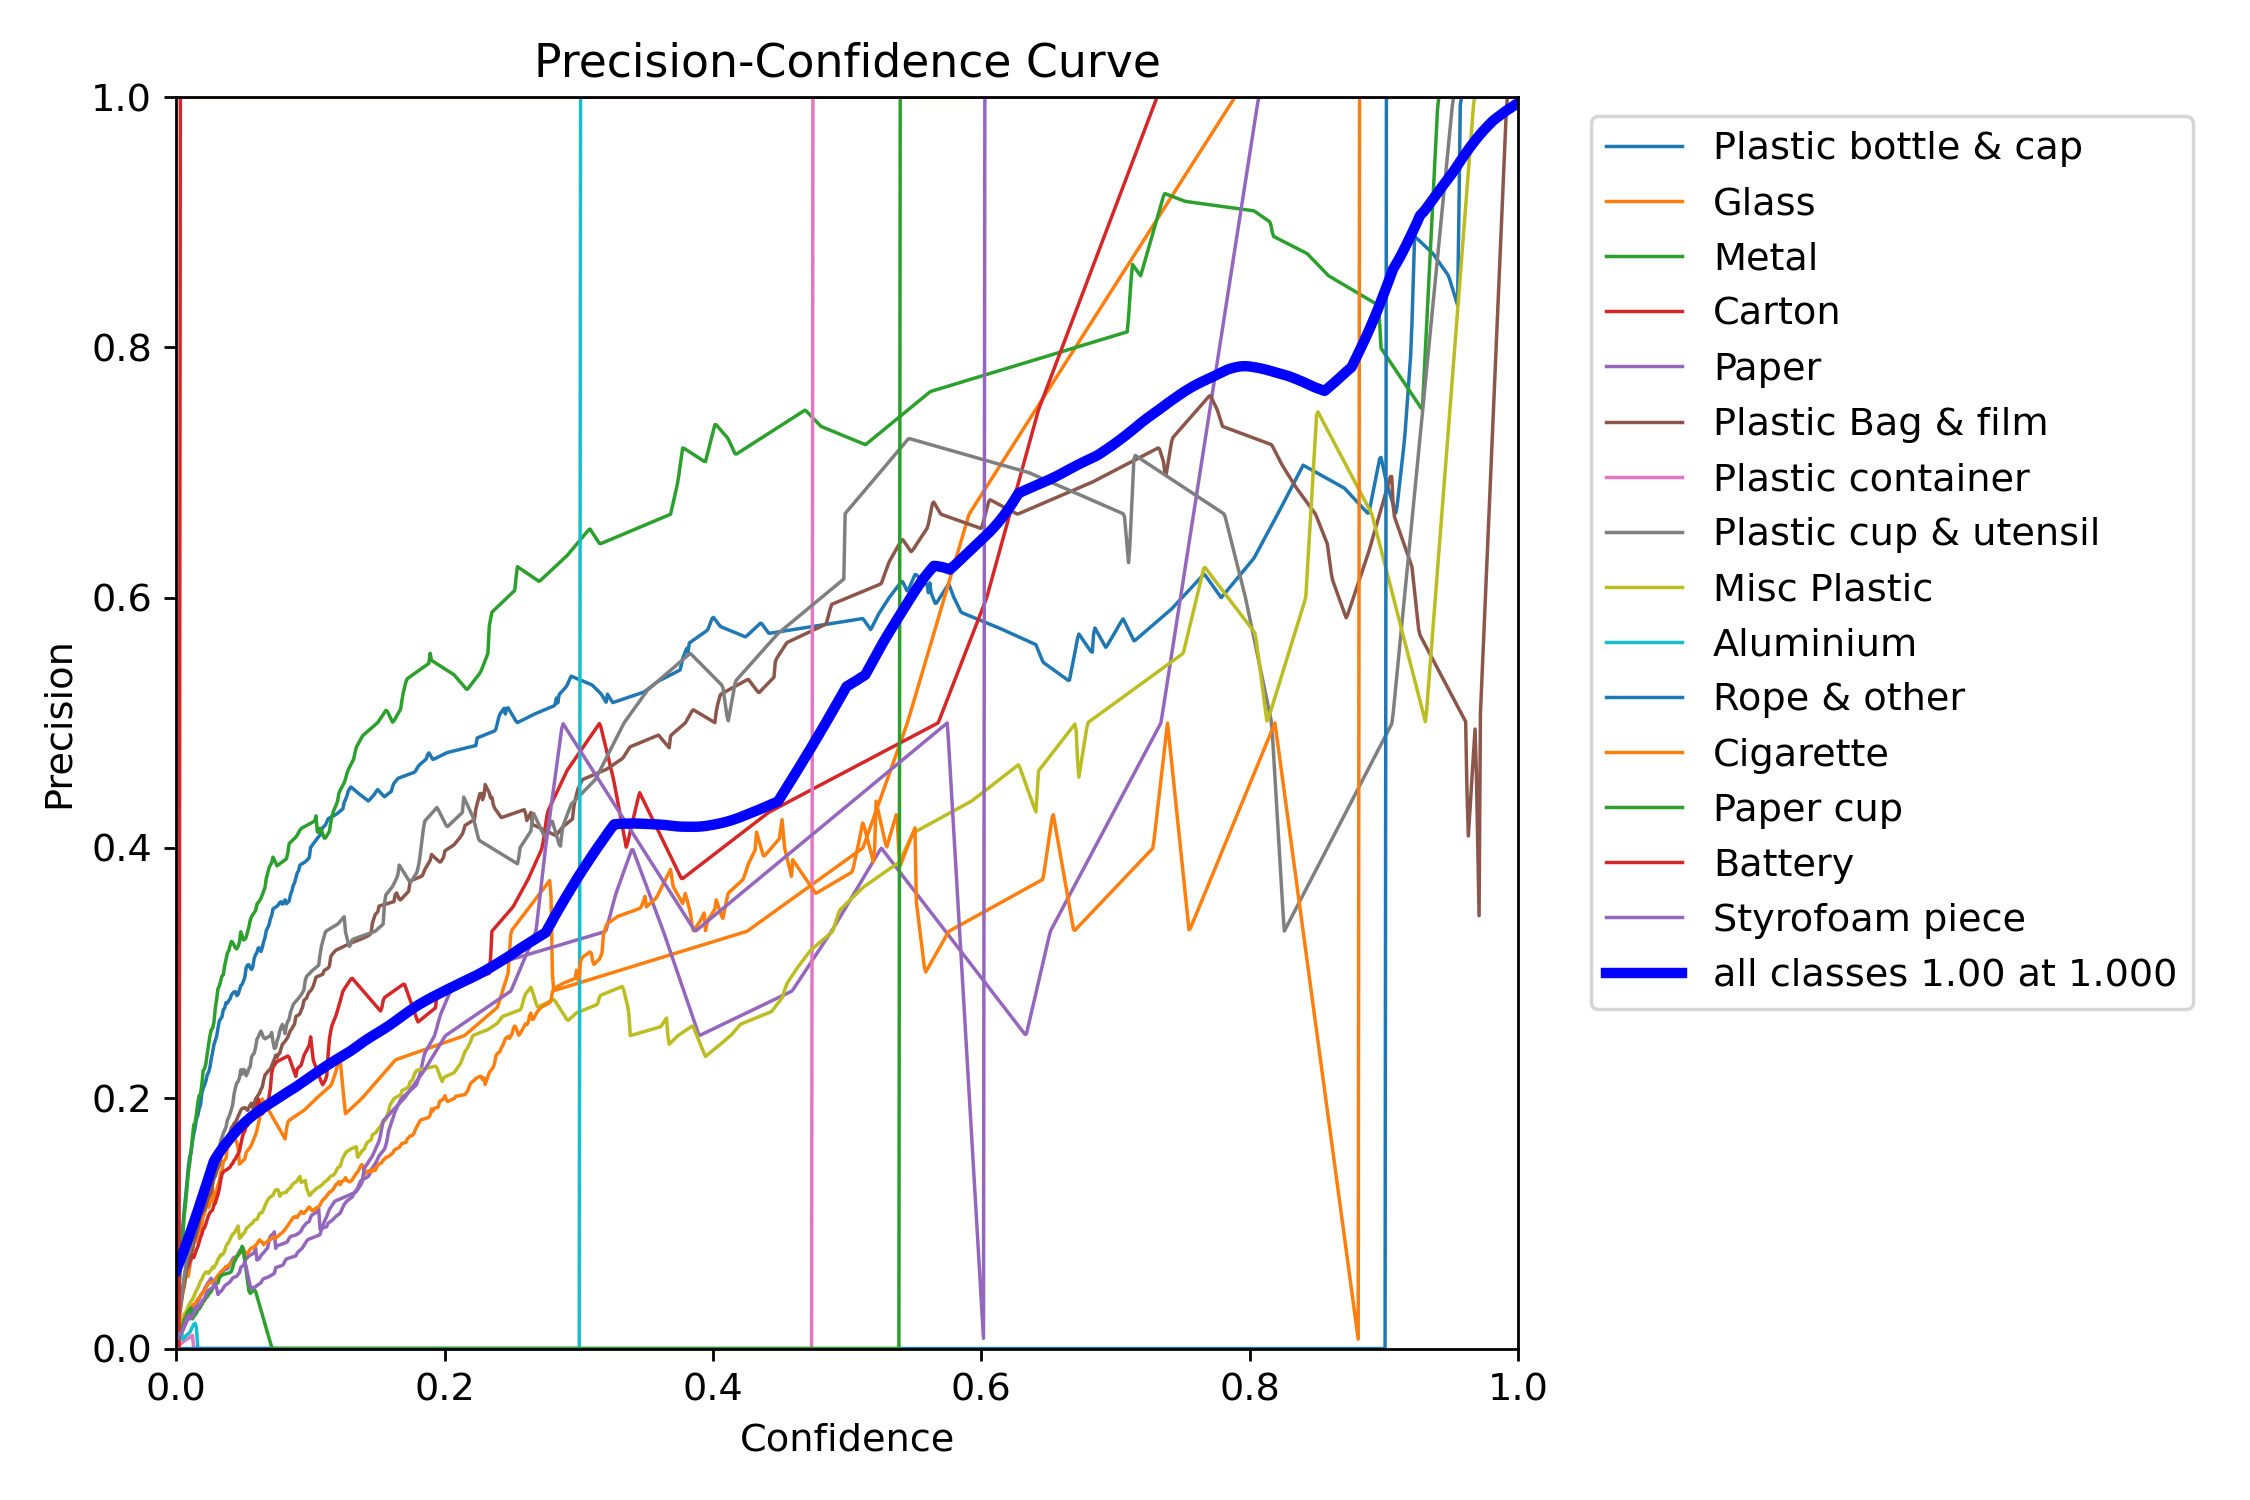 Precision-Confidence Curve
1.0
0.8
0.6
0.4
0.2
0.0
Precision
0.0 0.2 0.4 0.6 0.8 1.0
Confidence
Plastic bottle & cap
Glass
Metal
Carton
Paper
Plastic Bag & film
Plastic container
Plastic cup & utensil
Misc Plastic
Aluminium
Rope & other
Cigarette
Paper cup
Battery
Styrofoam piece
all classes 1.00 at 1.000